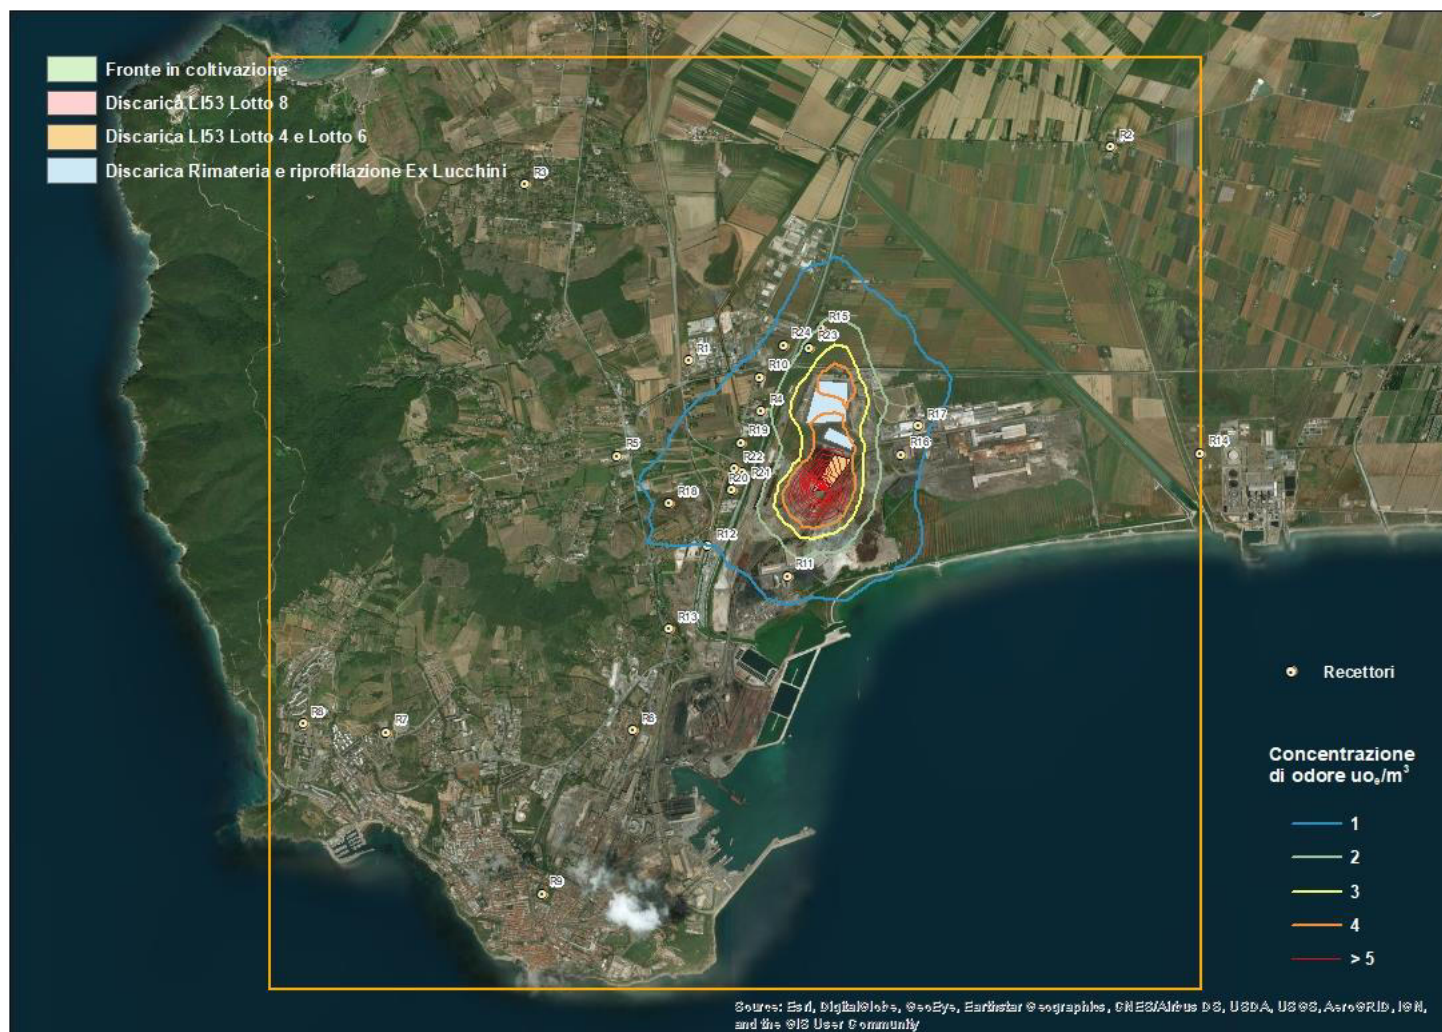 Fronte in coltivazione
Discarica LI53 Lotto 8
Discarica LI53 Lotto 4 e Lotto 6
Discarica Rimateria e riprofilazione Ex Lucchini
R2
R3
R15
R24
R23
R1
R10
R4
R17
R19
R5
R16
R14
R22
R21
R20
R18
R12
R11
R13
Recettori
R8
R7
R6
Concentrazione
di odore uoₑ/m³
1
2
3
R9
4
> 5
Source: Esri, DigitalGlobe, GeoEye, Earthstar Geographics, CNES/Airbus DS, USDA, USGS, AeroGRID, IGN,
and the GIS User Community